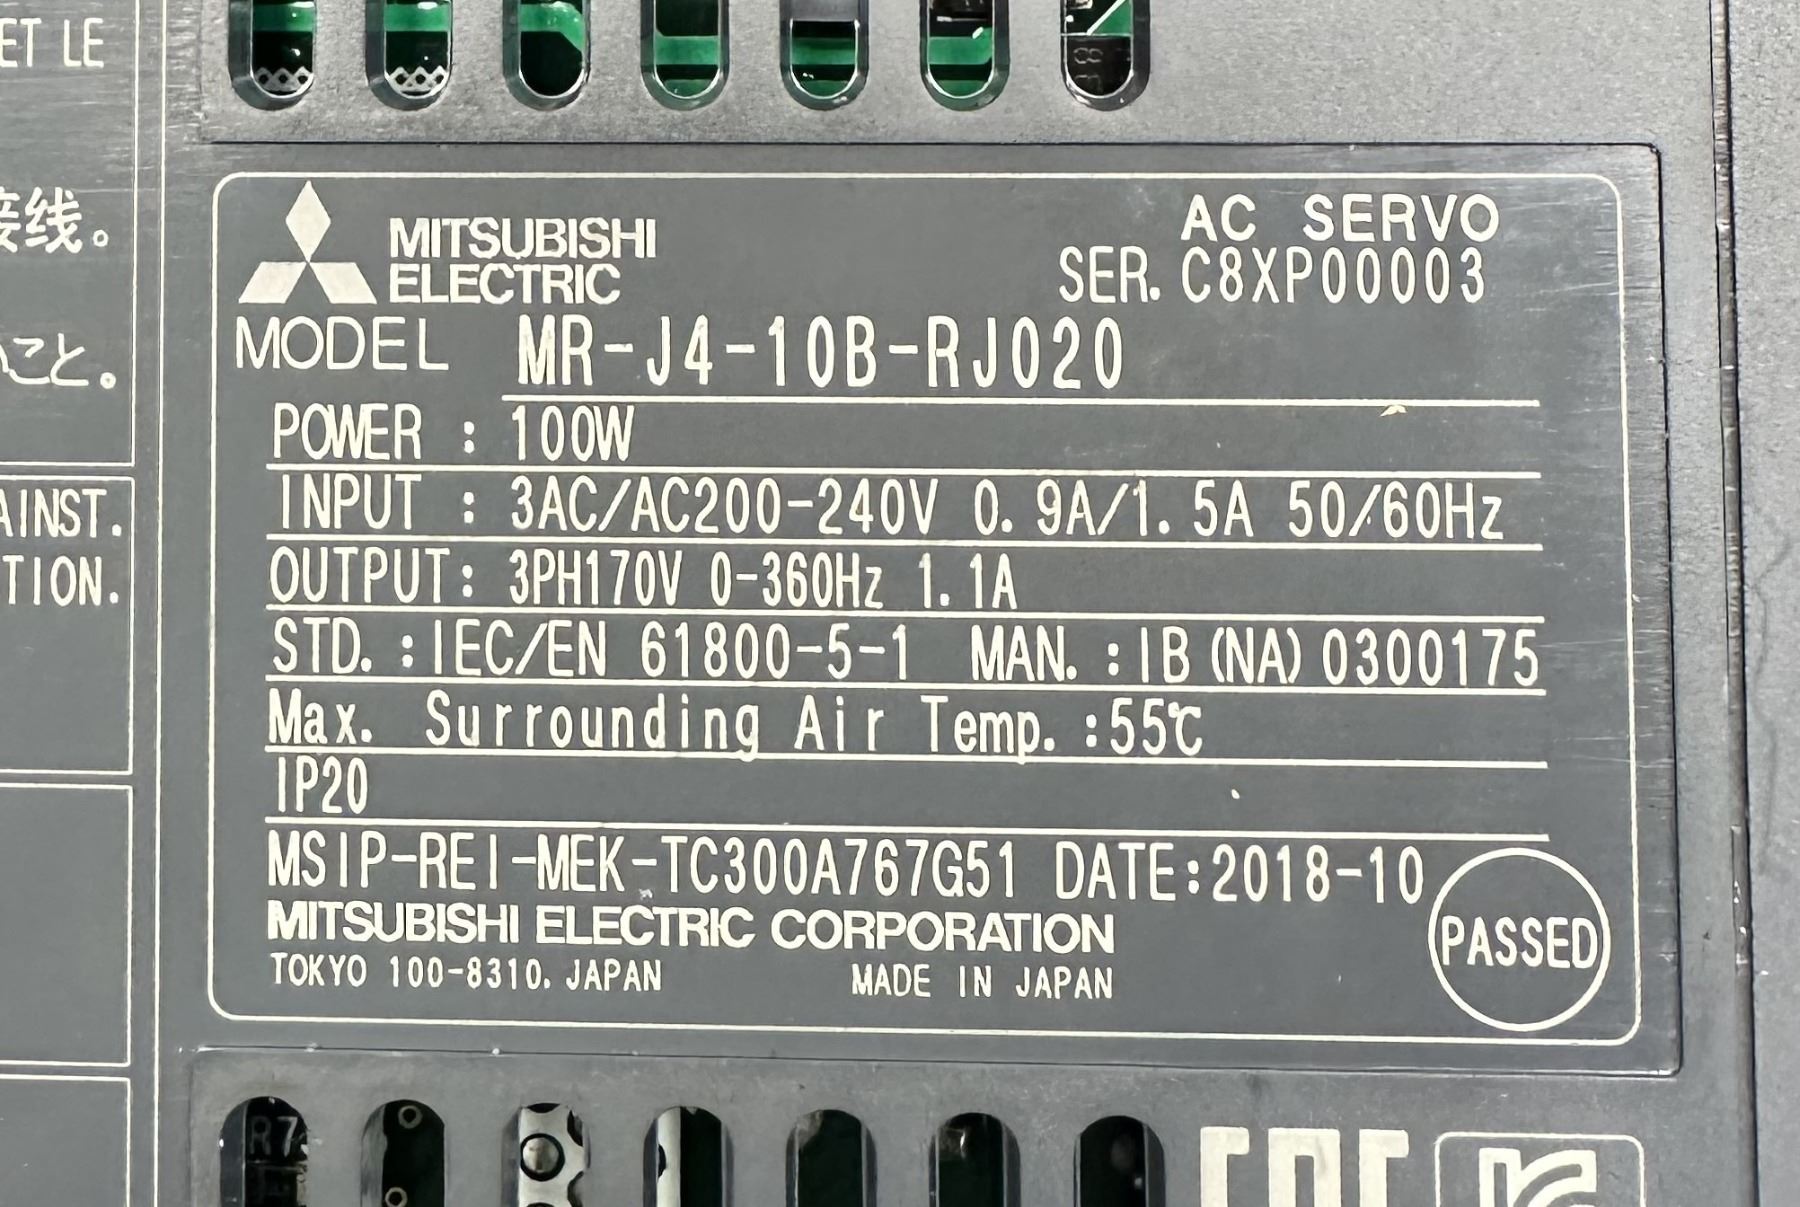 ET LE
接线。
こと。
AINST.
TION.
MITSUBISHI
ELECTRIC
AC SERVO
SER. C8XP00003
MODEL MR-J4-10B-RJ020
POWER : 100W
INPUT : 3AC/AC200-240V 0.9A/1.5A 50/60Hz
OUTPUT: 3PH170V 0-360Hz 1.1A
STD. :IEC/EN 61800-5-1 MAN. :IB(NA)0300175
Max. Surrounding Air Temp. :55℃
IP20
MSIP-REI-MEK-TC300A767G51 DATE:2018-10
MITSUBISHI ELECTRIC CORPORATION
TOKYO 100-8310, JAPAN MADE IN JAPAN
PASSED
R7